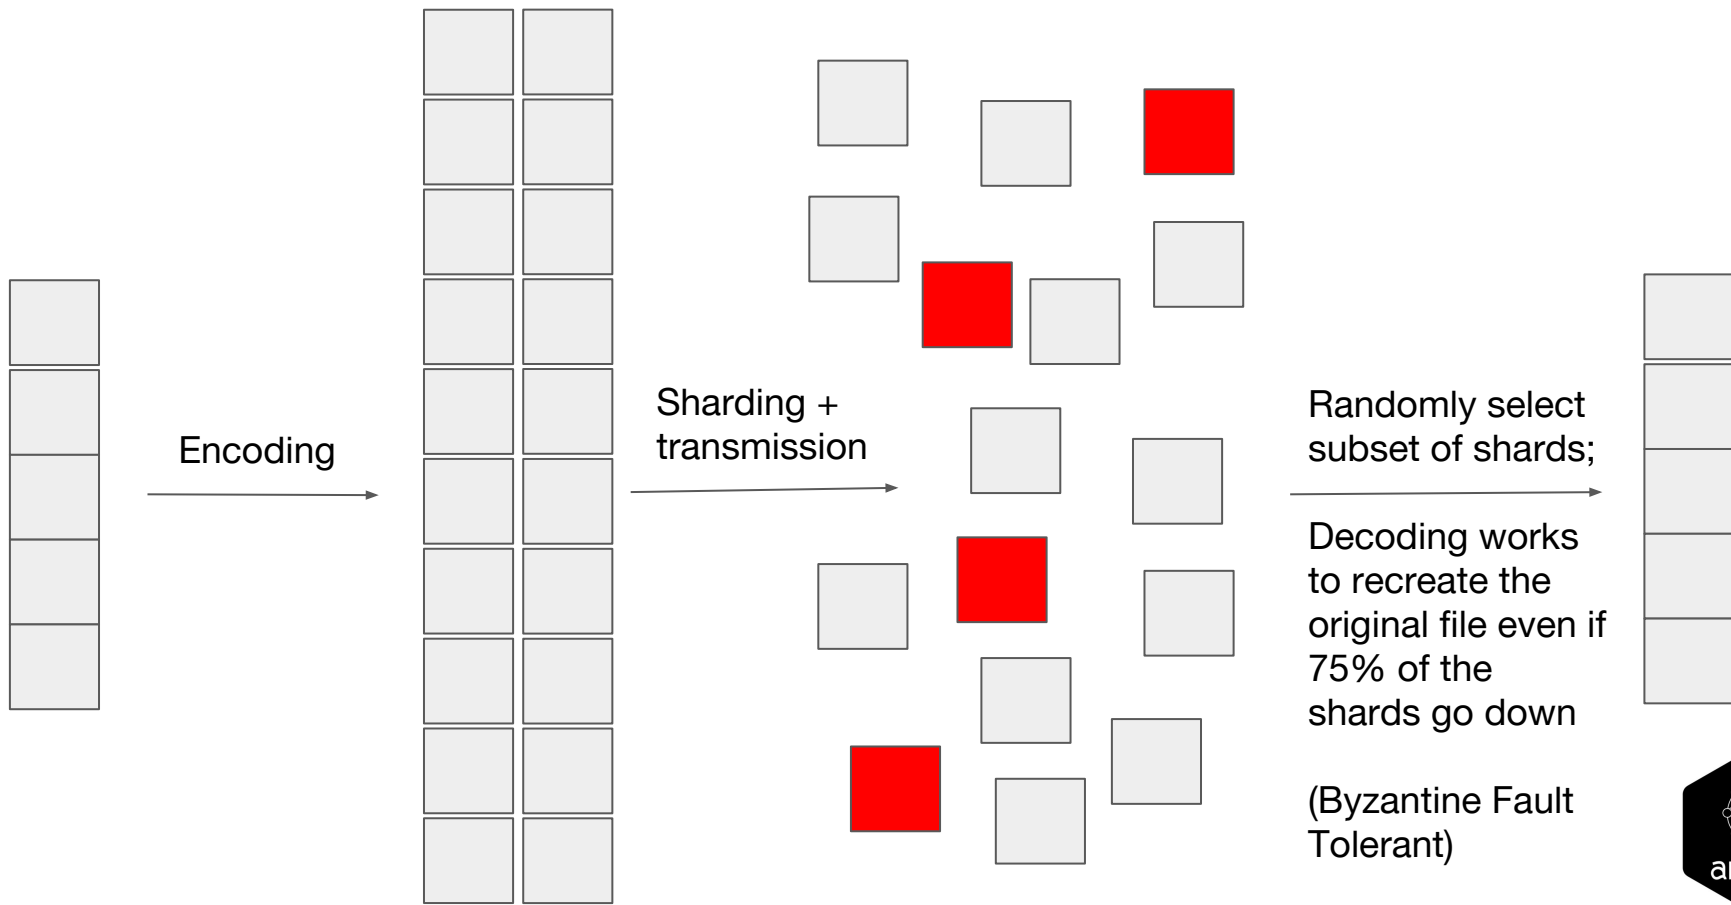 Encoding
Sharding +
transmission
Randomly select
subset of shards;
Decoding works
to recreate the
original file even if
75% of the
shards go down
(Byzantine Fault
Tolerant)